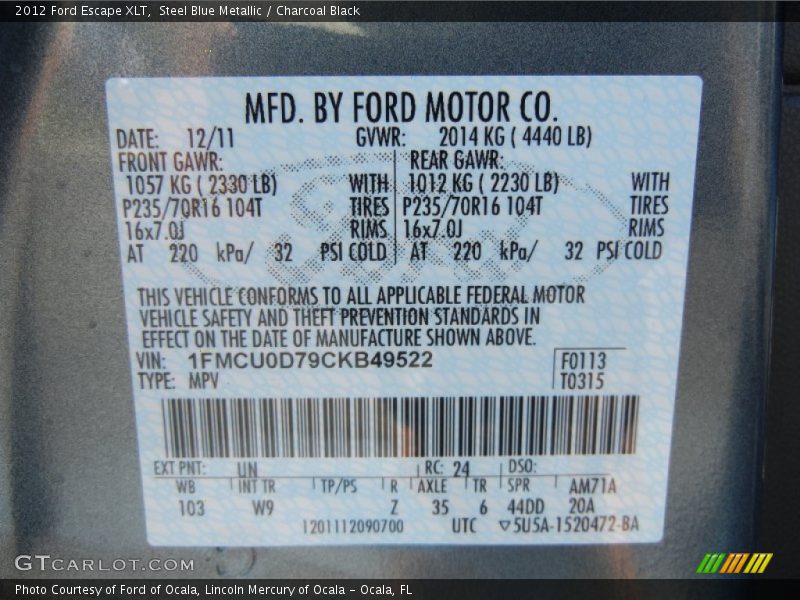 2012 Ford Escape XLT,  Steel Blue Metallic / Charcoal Black
MFD. BY FORD MOTOR CO.
DATE: 12/11 GVWR: 2014 KG ( 4440 LB)
FRONT GAWR: REAR GAWR:
1057 KG ( 2330 LB) WITH 1012 KG ( 2230 LB) WITH
P235/70R16 104T TIRES P235/70R16 104T TIRES
16x7.0J RIMS 16x7.0J RIMS
AT 220 kPa/ 32 PSI COLD AT 220 kPa/ 32 PSI COLD
THIS VEHICLE CONFORMS TO ALL APPLICABLE FEDERAL MOTOR
VEHICLE SAFETY AND THEFT PREVENTION STANDARDS IN
EFFECT ON THE DATE OF MANUFACTURE SHOWN ABOVE.
VIN: 1FMCU0D79CKB49522 F0113
TYPE: MPV T0315
EXT PNT: UN RC: 24 DSO:
WB INT TR TP/PS R AXLE TR SPR AM71A
103 W9 Z 35 6 44DD 20A
1201112090700 UTC ▽5U5A-1520472-BA
GTCARLOT.COM
Photo Courtesy of Ford of Ocala, Lincoln Mercury of Ocala – Ocala, FL